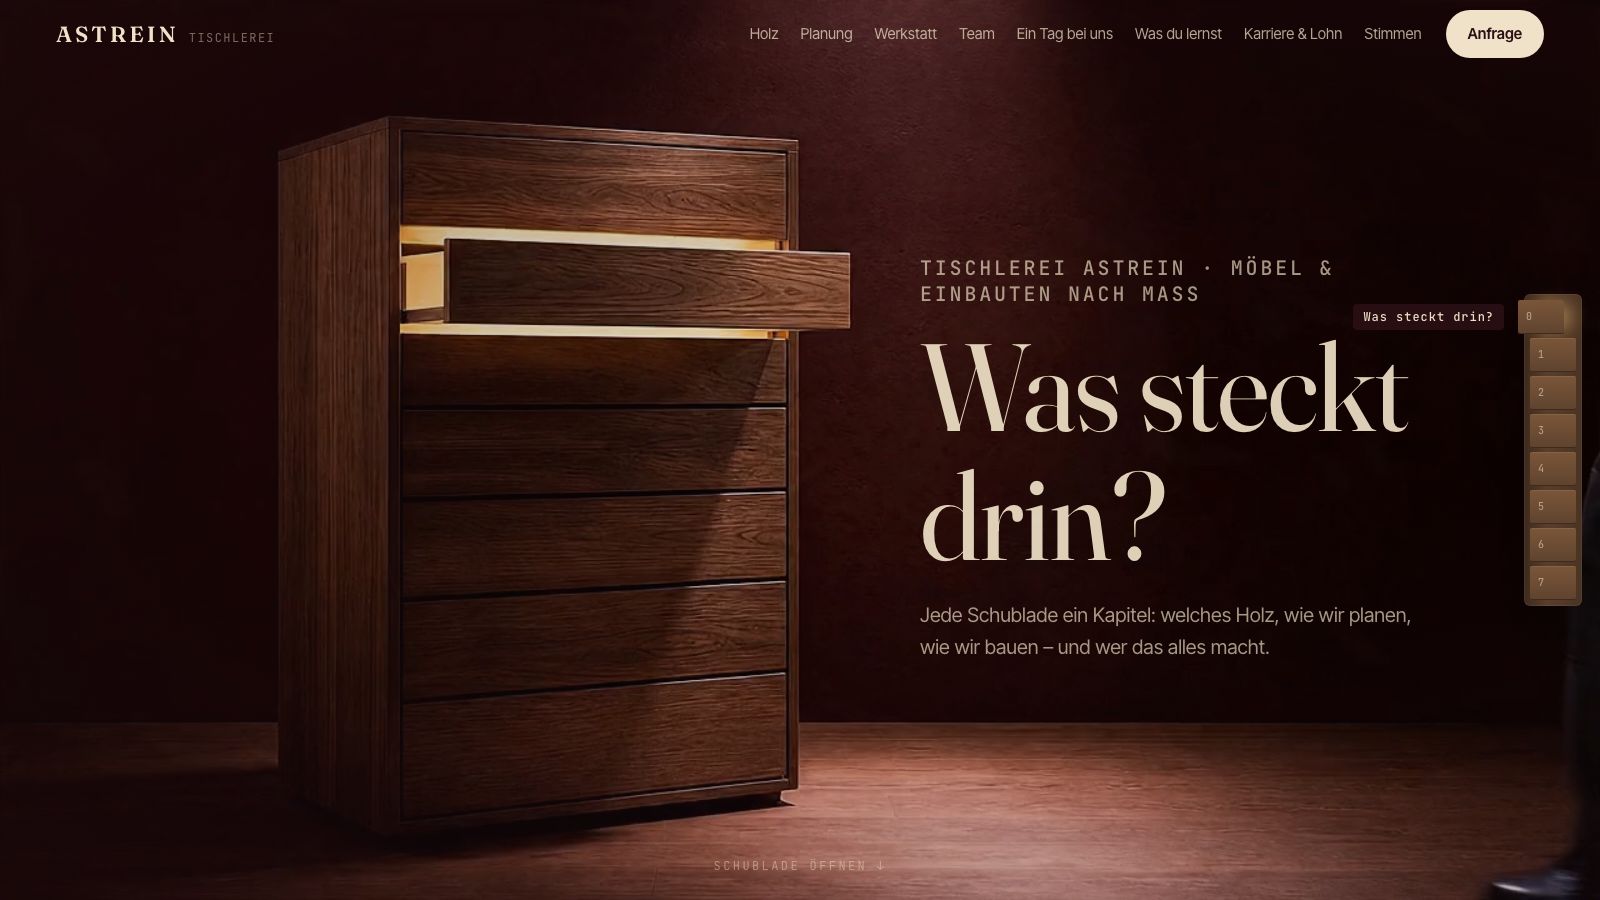 ASTREIN TISCHLEREI
Holz Planung Werkstatt Team Ein Tag bei uns Was du lernst Karriere & Lohn Stimmen Anfrage
TISCHLEREI ASTREIN · MÖBEL &
EINBAUTEN NACH MASS
Was steckt drin?
0
Was steckt
drin?
1
2
3
4
5
6
7
Jede Schublade ein Kapitel: welches Holz, wie wir planen,
wie wir bauen – und wer das alles macht.
SCHUBLADE ÖFFNEN ↓